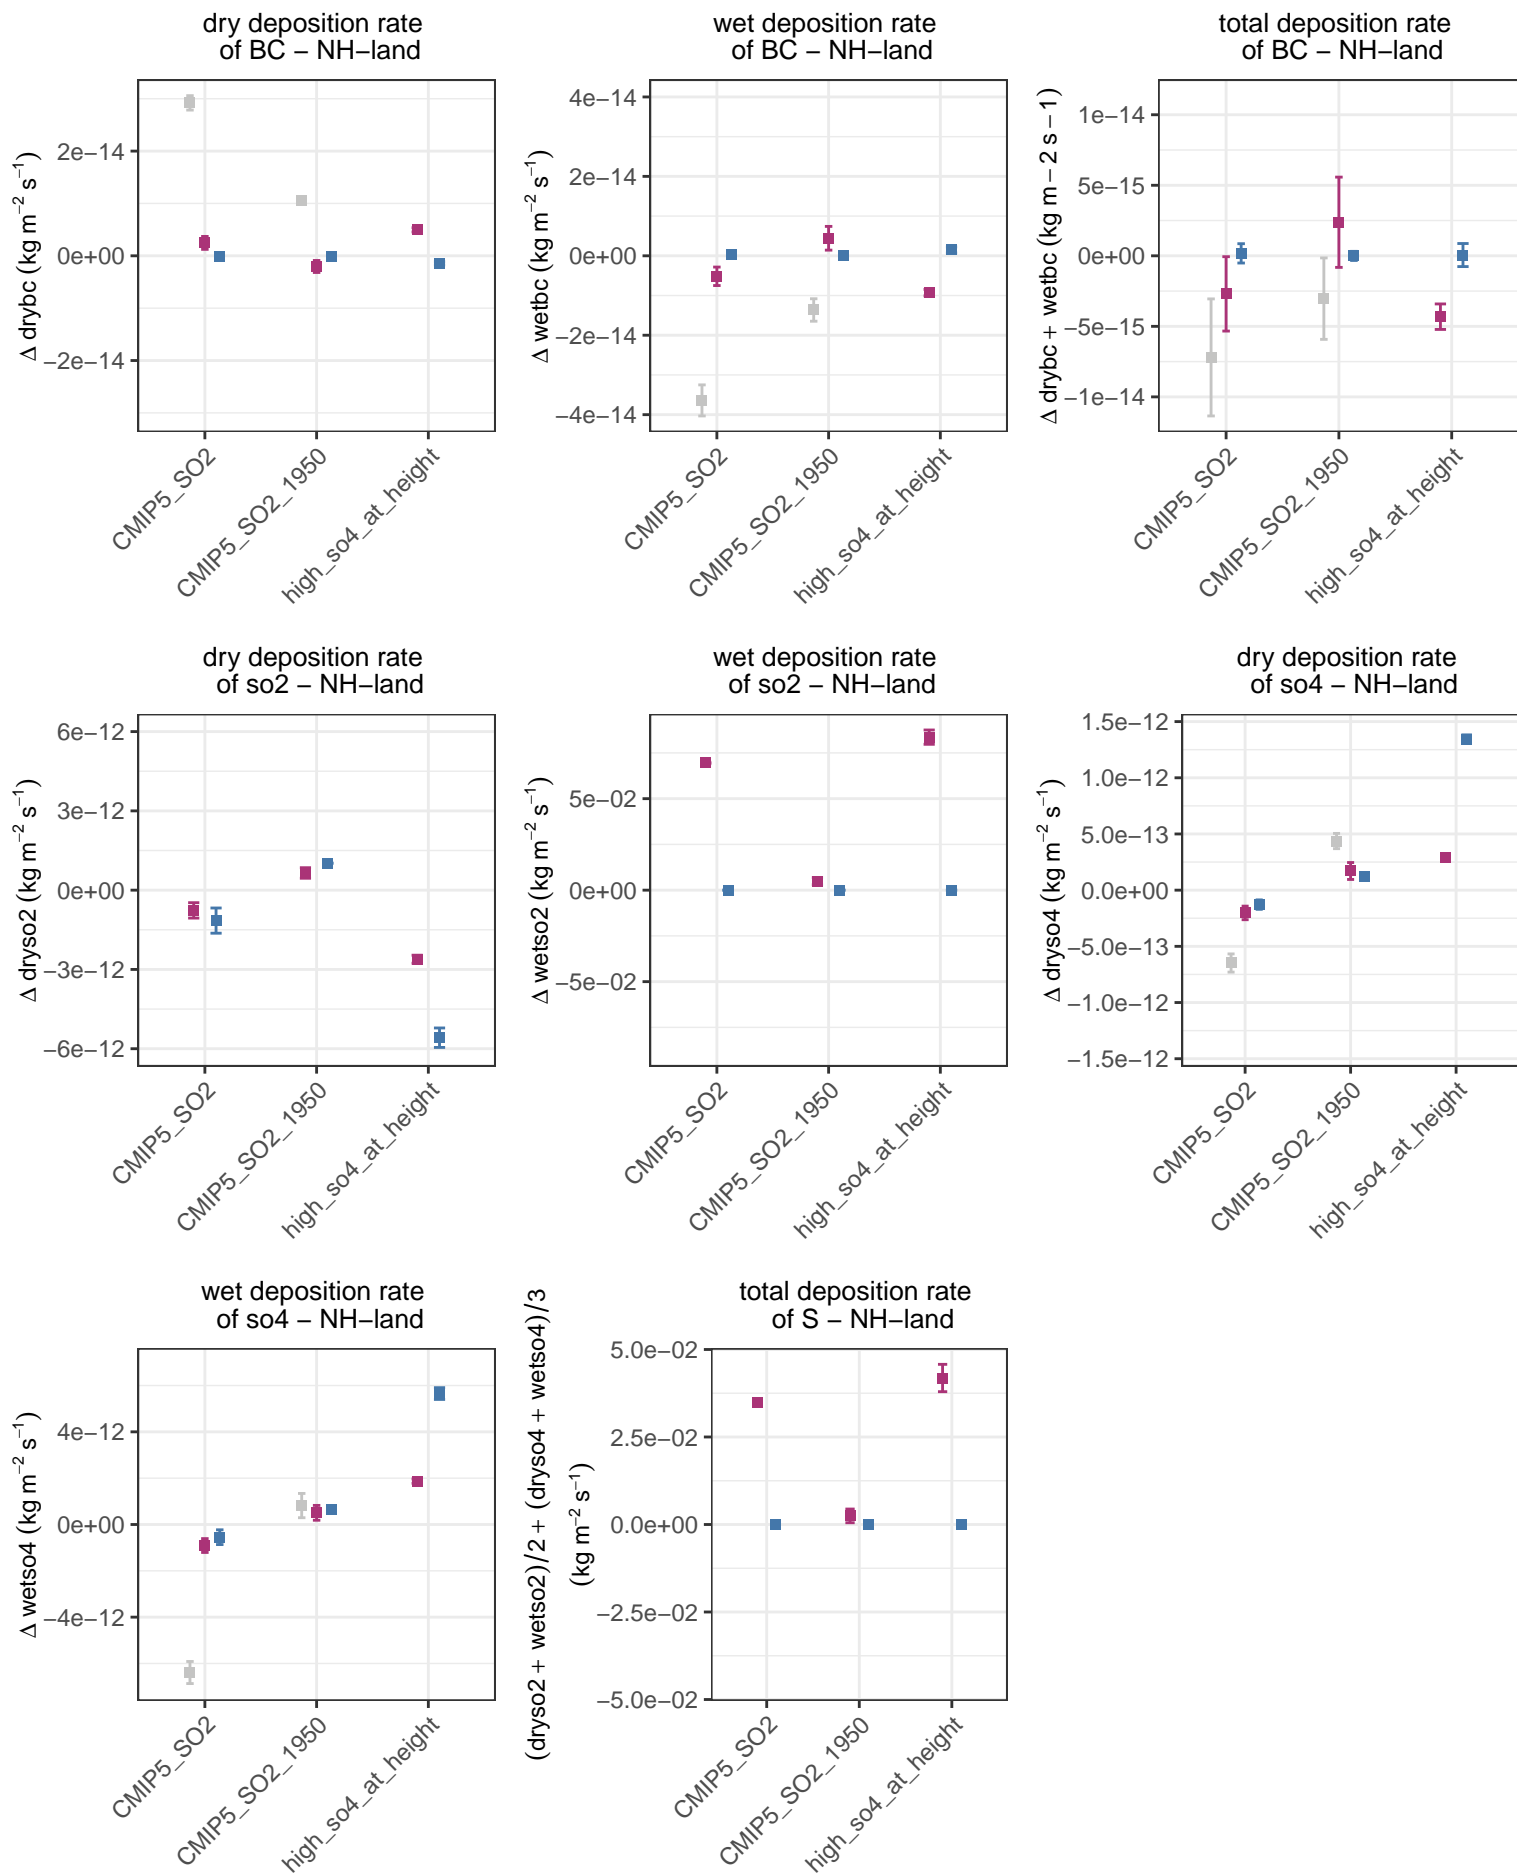 dry deposition rate
of BC − NH−land
Δ drybc (kg m⁻² s⁻¹)
2e−14
0e+00
−2e−14
CMIP5_SO2
CMIP5_SO2_1950
high_so4_at_height
wet deposition rate
of BC − NH−land
Δ wetbc (kg m⁻² s⁻¹)
4e−14
2e−14
0e+00
−2e−14
−4e−14
CMIP5_SO2
CMIP5_SO2_1950
high_so4_at_height
total deposition rate
of BC − NH−land
Δ drybc + wetbc (kg m − 2 s − 1)
1e−14
5e−15
0e+00
−5e−15
−1e−14
CMIP5_SO2
CMIP5_SO2_1950
high_so4_at_height
dry deposition rate
of so2 − NH−land
Δ dryso2 (kg m⁻² s⁻¹)
6e−12
3e−12
0e+00
−3e−12
−6e−12
CMIP5_SO2
CMIP5_SO2_1950
high_so4_at_height
wet deposition rate
of so2 − NH−land
Δ wetso2 (kg m⁻² s⁻¹)
5e−02
0e+00
−5e−02
CMIP5_SO2
CMIP5_SO2_1950
high_so4_at_height
dry deposition rate
of so4 − NH−land
Δ dryso4 (kg m⁻² s⁻¹)
1.5e−12
1.0e−12
5.0e−13
0.0e+00
−5.0e−13
−1.0e−12
−1.5e−12
CMIP5_SO2
CMIP5_SO2_1950
high_so4_at_height
wet deposition rate
of so4 − NH−land
Δ wetso4 (kg m⁻² s⁻¹)
4e−12
0e+00
−4e−12
CMIP5_SO2
CMIP5_SO2_1950
high_so4_at_height
total deposition rate
of S − NH−land
(dryso2 + wetso2)/2 + (dryso4 + wetso4)/3
(kg m⁻² s⁻¹)
5.0e−02
2.5e−02
0.0e+00
−2.5e−02
−5.0e−02
CMIP5_SO2
CMIP5_SO2_1950
high_so4_at_height